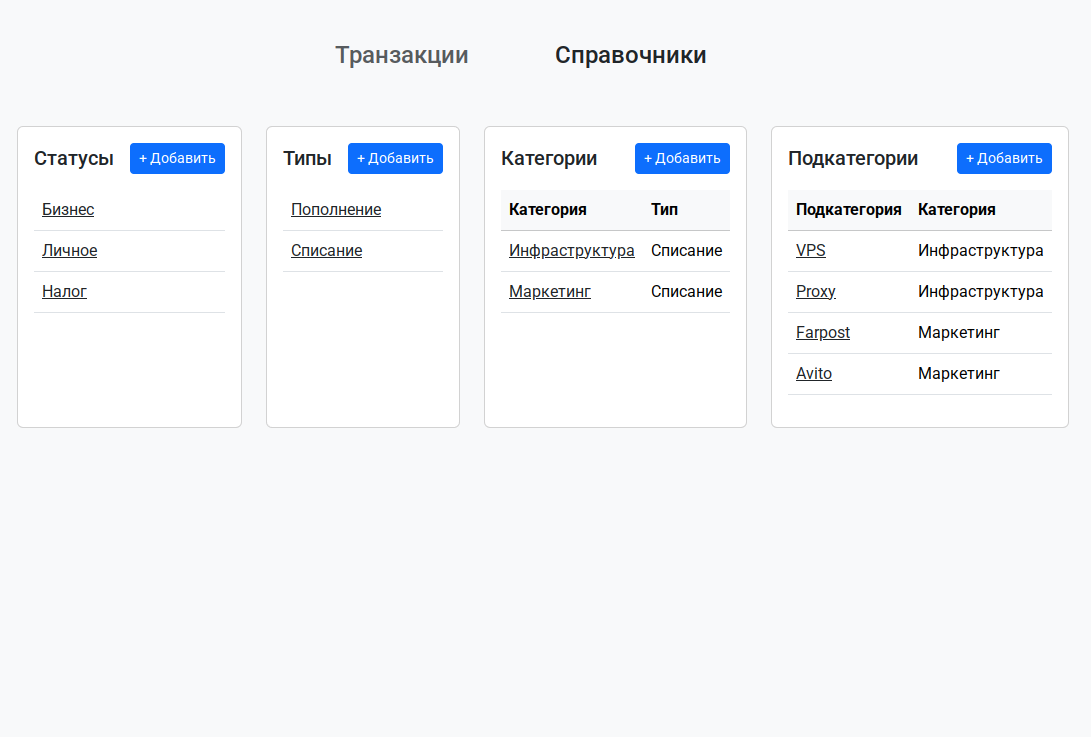 Транзакции Справочники
Статусы + Добавить
Бизнес
Личное
Налог
Типы + Добавить
Пополнение
Списание
Категории + Добавить
Категория Тип
Инфраструктура Списание
Маркетинг Списание
Подкатегории + Добавить
Подкатегория Категория
VPS Инфраструктура
Proxy Инфраструктура
Farpost Маркетинг
Avito Маркетинг